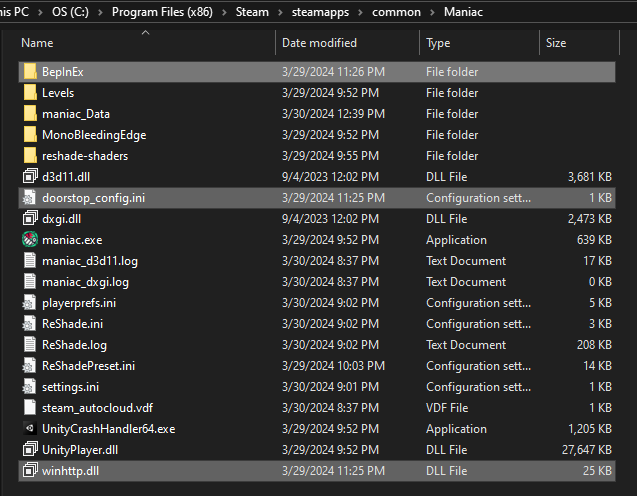 his PC > OS (C:) > Program Files (x86) > Steam > steamapps > common > Maniac
Name Date modified Type Size
BepInEx 3/29/2024 11:26 PM File folder
Levels 3/29/2024 9:52 PM File folder
maniac_Data 3/30/2024 12:39 PM File folder
MonoBleedingEdge 3/29/2024 9:52 PM File folder
reshade-shaders 3/29/2024 9:55 PM File folder
d3d11.dll 9/4/2023 12:02 PM DLL File 3,681 KB
doorstop_config.ini 3/29/2024 11:25 PM Configuration sett... 1 KB
dxgi.dll 9/4/2023 12:02 PM DLL File 2,473 KB
maniac.exe 3/29/2024 9:52 PM Application 639 KB
maniac_d3d11.log 3/30/2024 8:37 PM Text Document 17 KB
maniac_dxgi.log 3/30/2024 8:37 PM Text Document 0 KB
playerprefs.ini 3/30/2024 9:02 PM Configuration sett... 5 KB
ReShade.ini 3/30/2024 9:02 PM Configuration sett... 3 KB
ReShade.log 3/30/2024 9:02 PM Text Document 208 KB
ReShadePreset.ini 3/29/2024 10:03 PM Configuration sett... 14 KB
settings.ini 3/30/2024 9:01 PM Configuration sett... 1 KB
steam_autocloud.vdf 3/30/2024 8:37 PM VDF File 1 KB
UnityCrashHandler64.exe 3/29/2024 9:52 PM Application 1,205 KB
UnityPlayer.dll 3/29/2024 9:52 PM DLL File 27,647 KB
winhttp.dll 3/29/2024 11:25 PM DLL File 25 KB